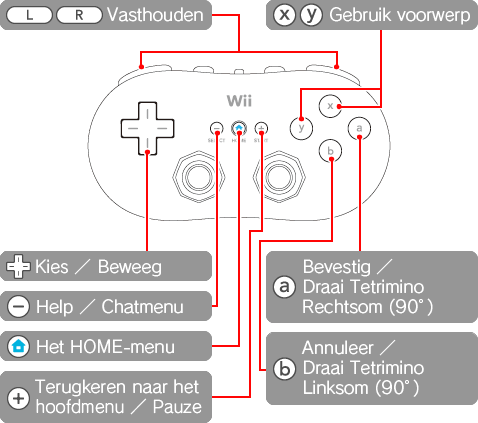 L R Vasthouden
x y Gebruik voorwerp
Wii
x
y
a
b
SELECT HOME START
Kies / Beweeg
Help / Chatmenu
Het HOME-menu
Terugkeren naar het
hoofdmenu / Pauze
a Bevestig /
Draai Tetrimino
Rechtsom (90°)
b Annuleer /
Draai Tetrimino
Linksom (90°)